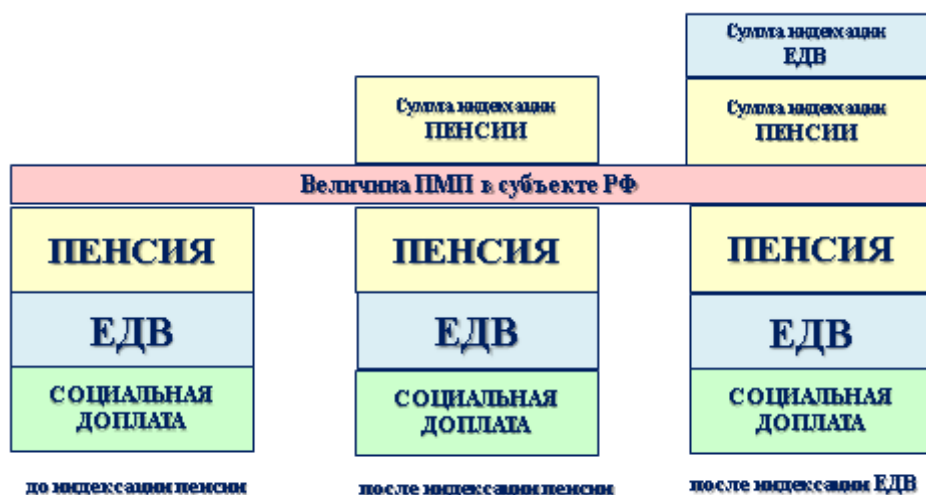 Сумма индексации
ЕДВ
Сумма индексации
ПЕНСИИ
Сумма индексации
ПЕНСИИ
Величина ПМП в субъекте РФ
ПЕНСИЯ
ЕДВ
СОЦИАЛЬНАЯ
ДОПЛАТА
ПЕНСИЯ
ЕДВ
СОЦИАЛЬНАЯ
ДОПЛАТА
ПЕНСИЯ
ЕДВ
СОЦИАЛЬНАЯ
ДОПЛАТА
до индексации пенсии
после индексации пенсии
после индексации ЕДВ